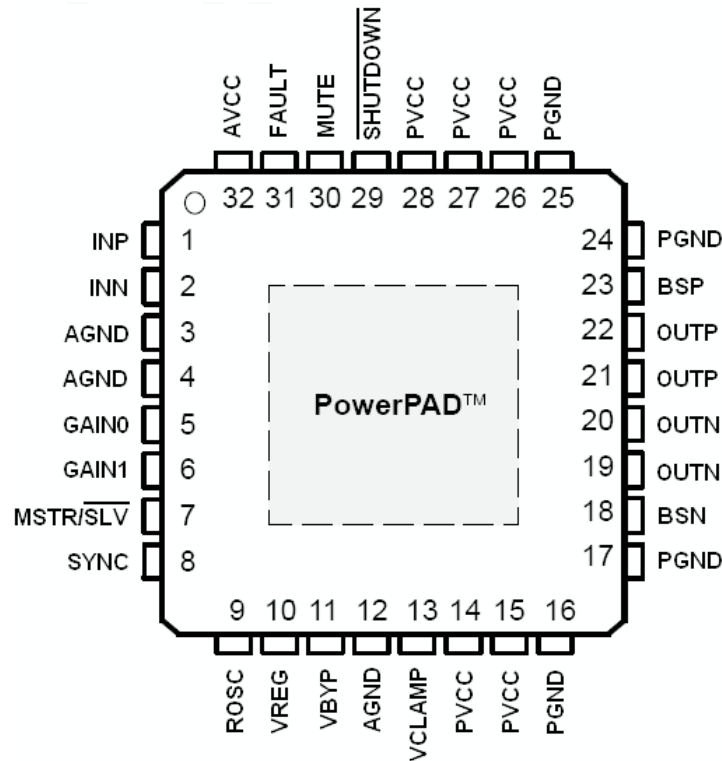 AVCC
FAULT
MUTE
SHUTDOWN
PVCC
PVCC
PVCC
PGND
32 31 30 29 28 27 26 25
INP 1
INN 2
AGND 3
AGND 4
GAIN0 5
GAIN1 6
MSTR/SLV 7
SYNC 8
PowerPAD™
24 PGND
23 BSP
22 OUTP
21 OUTP
20 OUTN
19 OUTN
18 BSN
17 PGND
9 10 11 12 13 14 15 16
ROSC
VREG
VBYP
AGND
VCLAMP
PVCC
PVCC
PGND